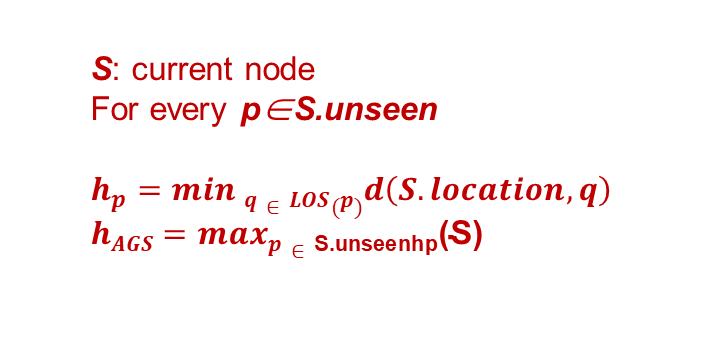 S: current node
For every p∈S.unseen
h_p = min q ∈ LOS(p) d(S.location, q)
h_AGS = max_p ∈ S.unseenhp(S)